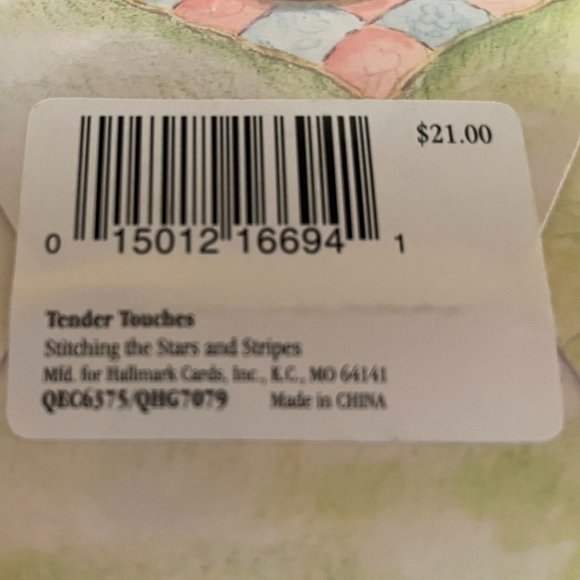 $21.00
0 15012 16694 1
Tender Touches
Stitching the Stars and Stripes
Mfd. for Hallmark Cards, Inc., K.C., MO 64141
QEC6375/QHG7079 Made in CHINA